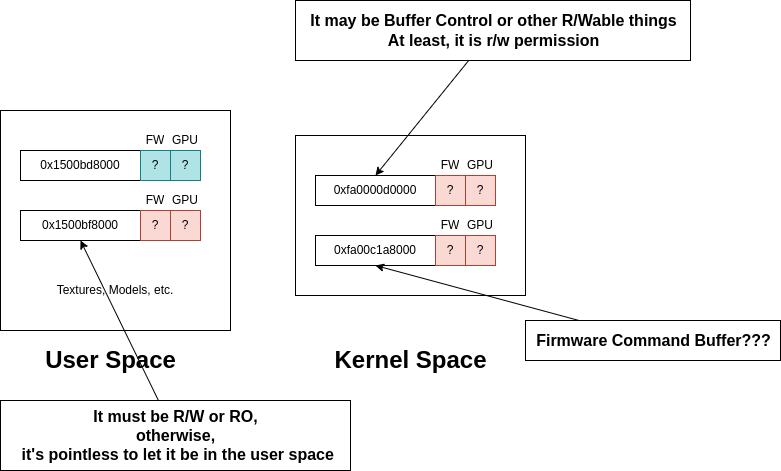 It may be Buffer Control or other R/Wable things
At least, it is r/w permission
FW GPU
0x1500bd8000 ? ?
FW GPU
0x1500bf8000 ? ?
Textures, Models, etc.
User Space
FW GPU
0xfa0000d0000 ? ?
FW GPU
0xfa00c1a8000 ? ?
Kernel Space
Firmware Command Buffer???
It must be R/W or RO,
otherwise,
it's pointless to let it be in the user space